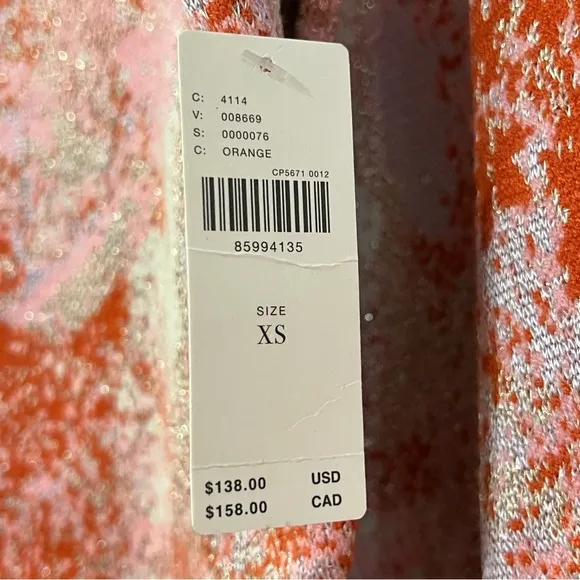 C: 4114
V: 008669
S: 0000076
C: ORANGE
CP5671 0012
85994135
SIZE
XS
$138.00 USD
$158.00 CAD